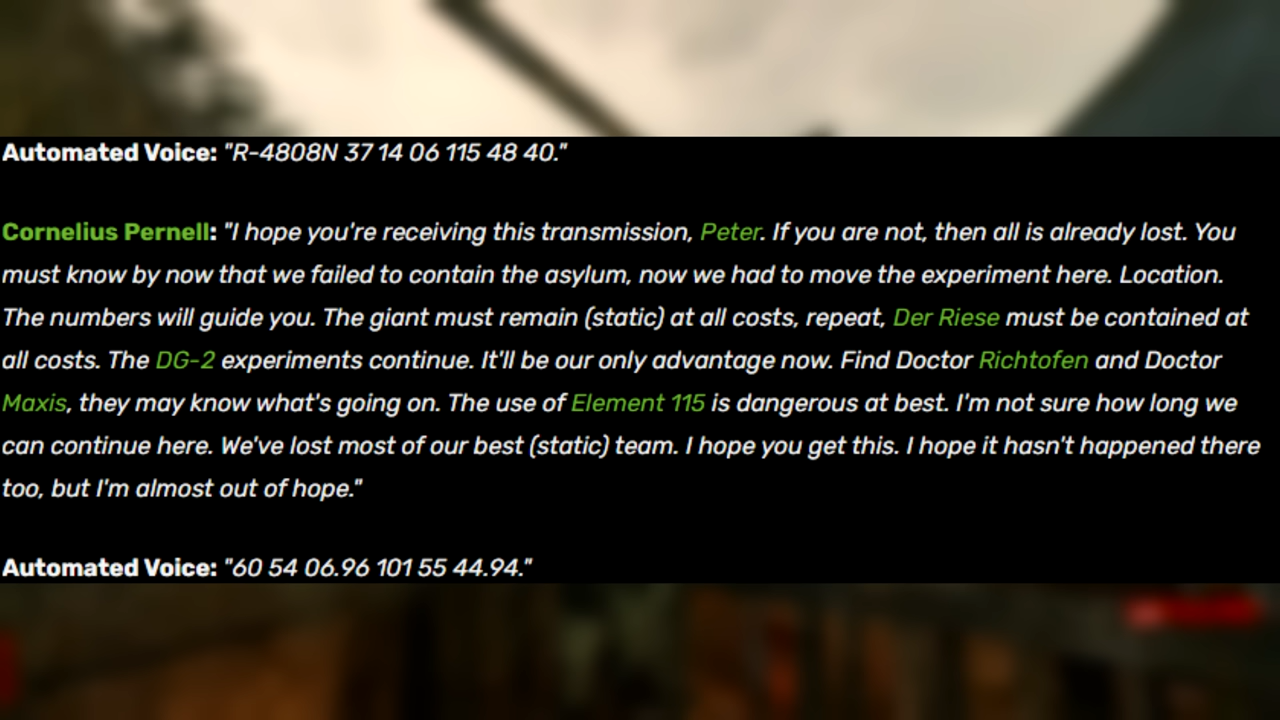 Automated Voice: "R-4808N 37 14 06 115 48 40."
Cornelius Pernell: "I hope you're receiving this transmission, Peter. If you are not, then all is already lost. You
must know by now that we failed to contain the asylum, now we had to move the experiment here. Location.
The numbers will guide you. The giant must remain (static) at all costs, repeat, Der Riese must be contained at
all costs. The DG-2 experiments continue. It'll be our only advantage now. Find Doctor Richtofen and Doctor
Maxis, they may know what's going on. The use of Element 115 is dangerous at best. I'm not sure how long we
can continue here. We've lost most of our best (static) team. I hope you get this. I hope it hasn't happened there
too, but I'm almost out of hope."
Automated Voice: "60 54 06.96 101 55 44.94."